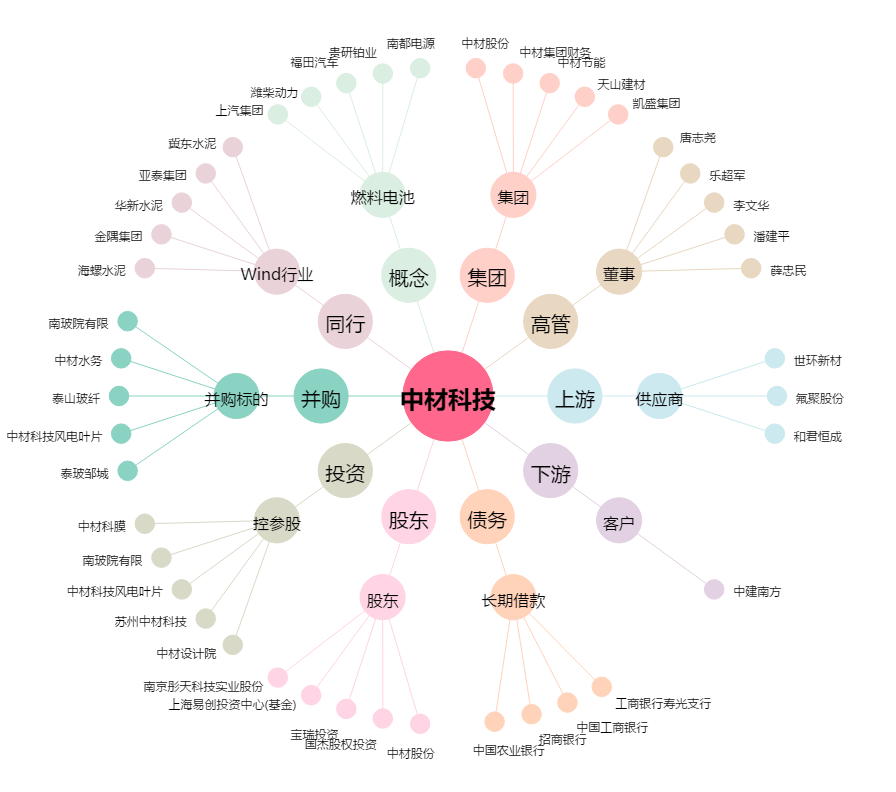 南都电源
中材股份
贵研铂业
中材集团财务
福田汽车
中材节能
潍柴动力
天山建材
上汽集团
凯盛集团
冀东水泥
唐志尧
亚泰集团
乐超军
燃料电池
集团
华新水泥
李文华
金隅集团
潘建平
海螺水泥
Wind行业
概念
集团
董事
薛忠民
南玻院有限
同行
高管
中材水务
世环新材
泰山玻纤
并购标的
并购
中材科技
上游
供应商
氟聚股份
中材科技风电叶片
和君恒成
泰玻邹城
投资
下游
中材科膜
控参股
股东
债务
客户
南玻院有限
中材科技风电叶片
中建南方
股东
长期借款
苏州中材科技
中材设计院
南京彤天科技实业股份
上海易创投资中心(基金)
工商银行寿光支行
宝瑞投资
中国工商银行
国杰股权投资
招商银行
中材股份
中国农业银行